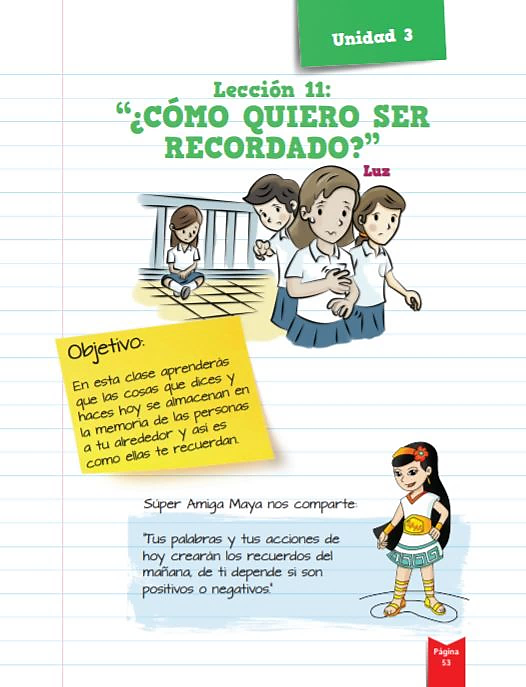 Unidad 3
Lección 11:
“¿CÓMO QUIERO SER
RECORDADO?”
Luz
Objetivo:
En esta clase aprenderás
que las cosas que dices y
haces hoy se almacenan en
la memoria de las personas
a tu alrededor y así es
como ellas te recuerdan.
Súper Amiga Maya nos comparte:
"Tus palabras y tus acciones de
hoy crearán los recuerdos del
mañana, de ti depende si son
positivos o negativos."
Página
53